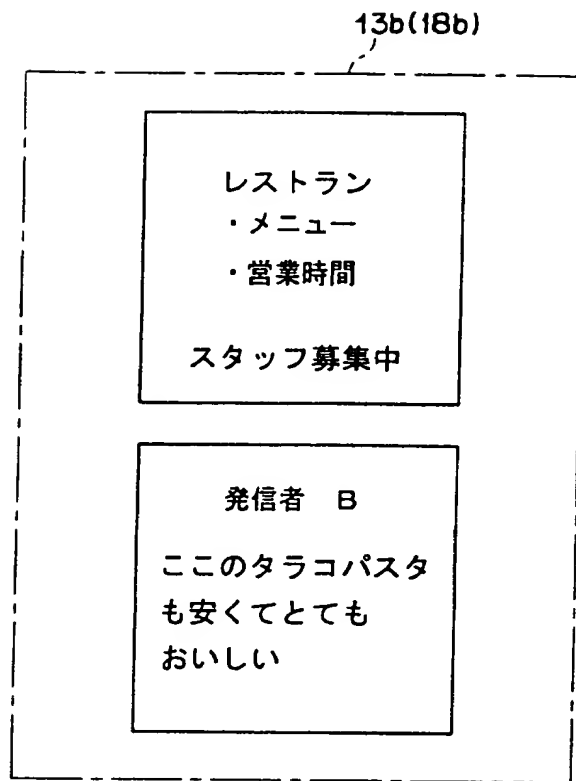 13b(18b)
レストラン
・メニュー
・営業時間
スタッフ募集中
発信者 B
ここのタラコパスタ
も安くてとても
おいしい